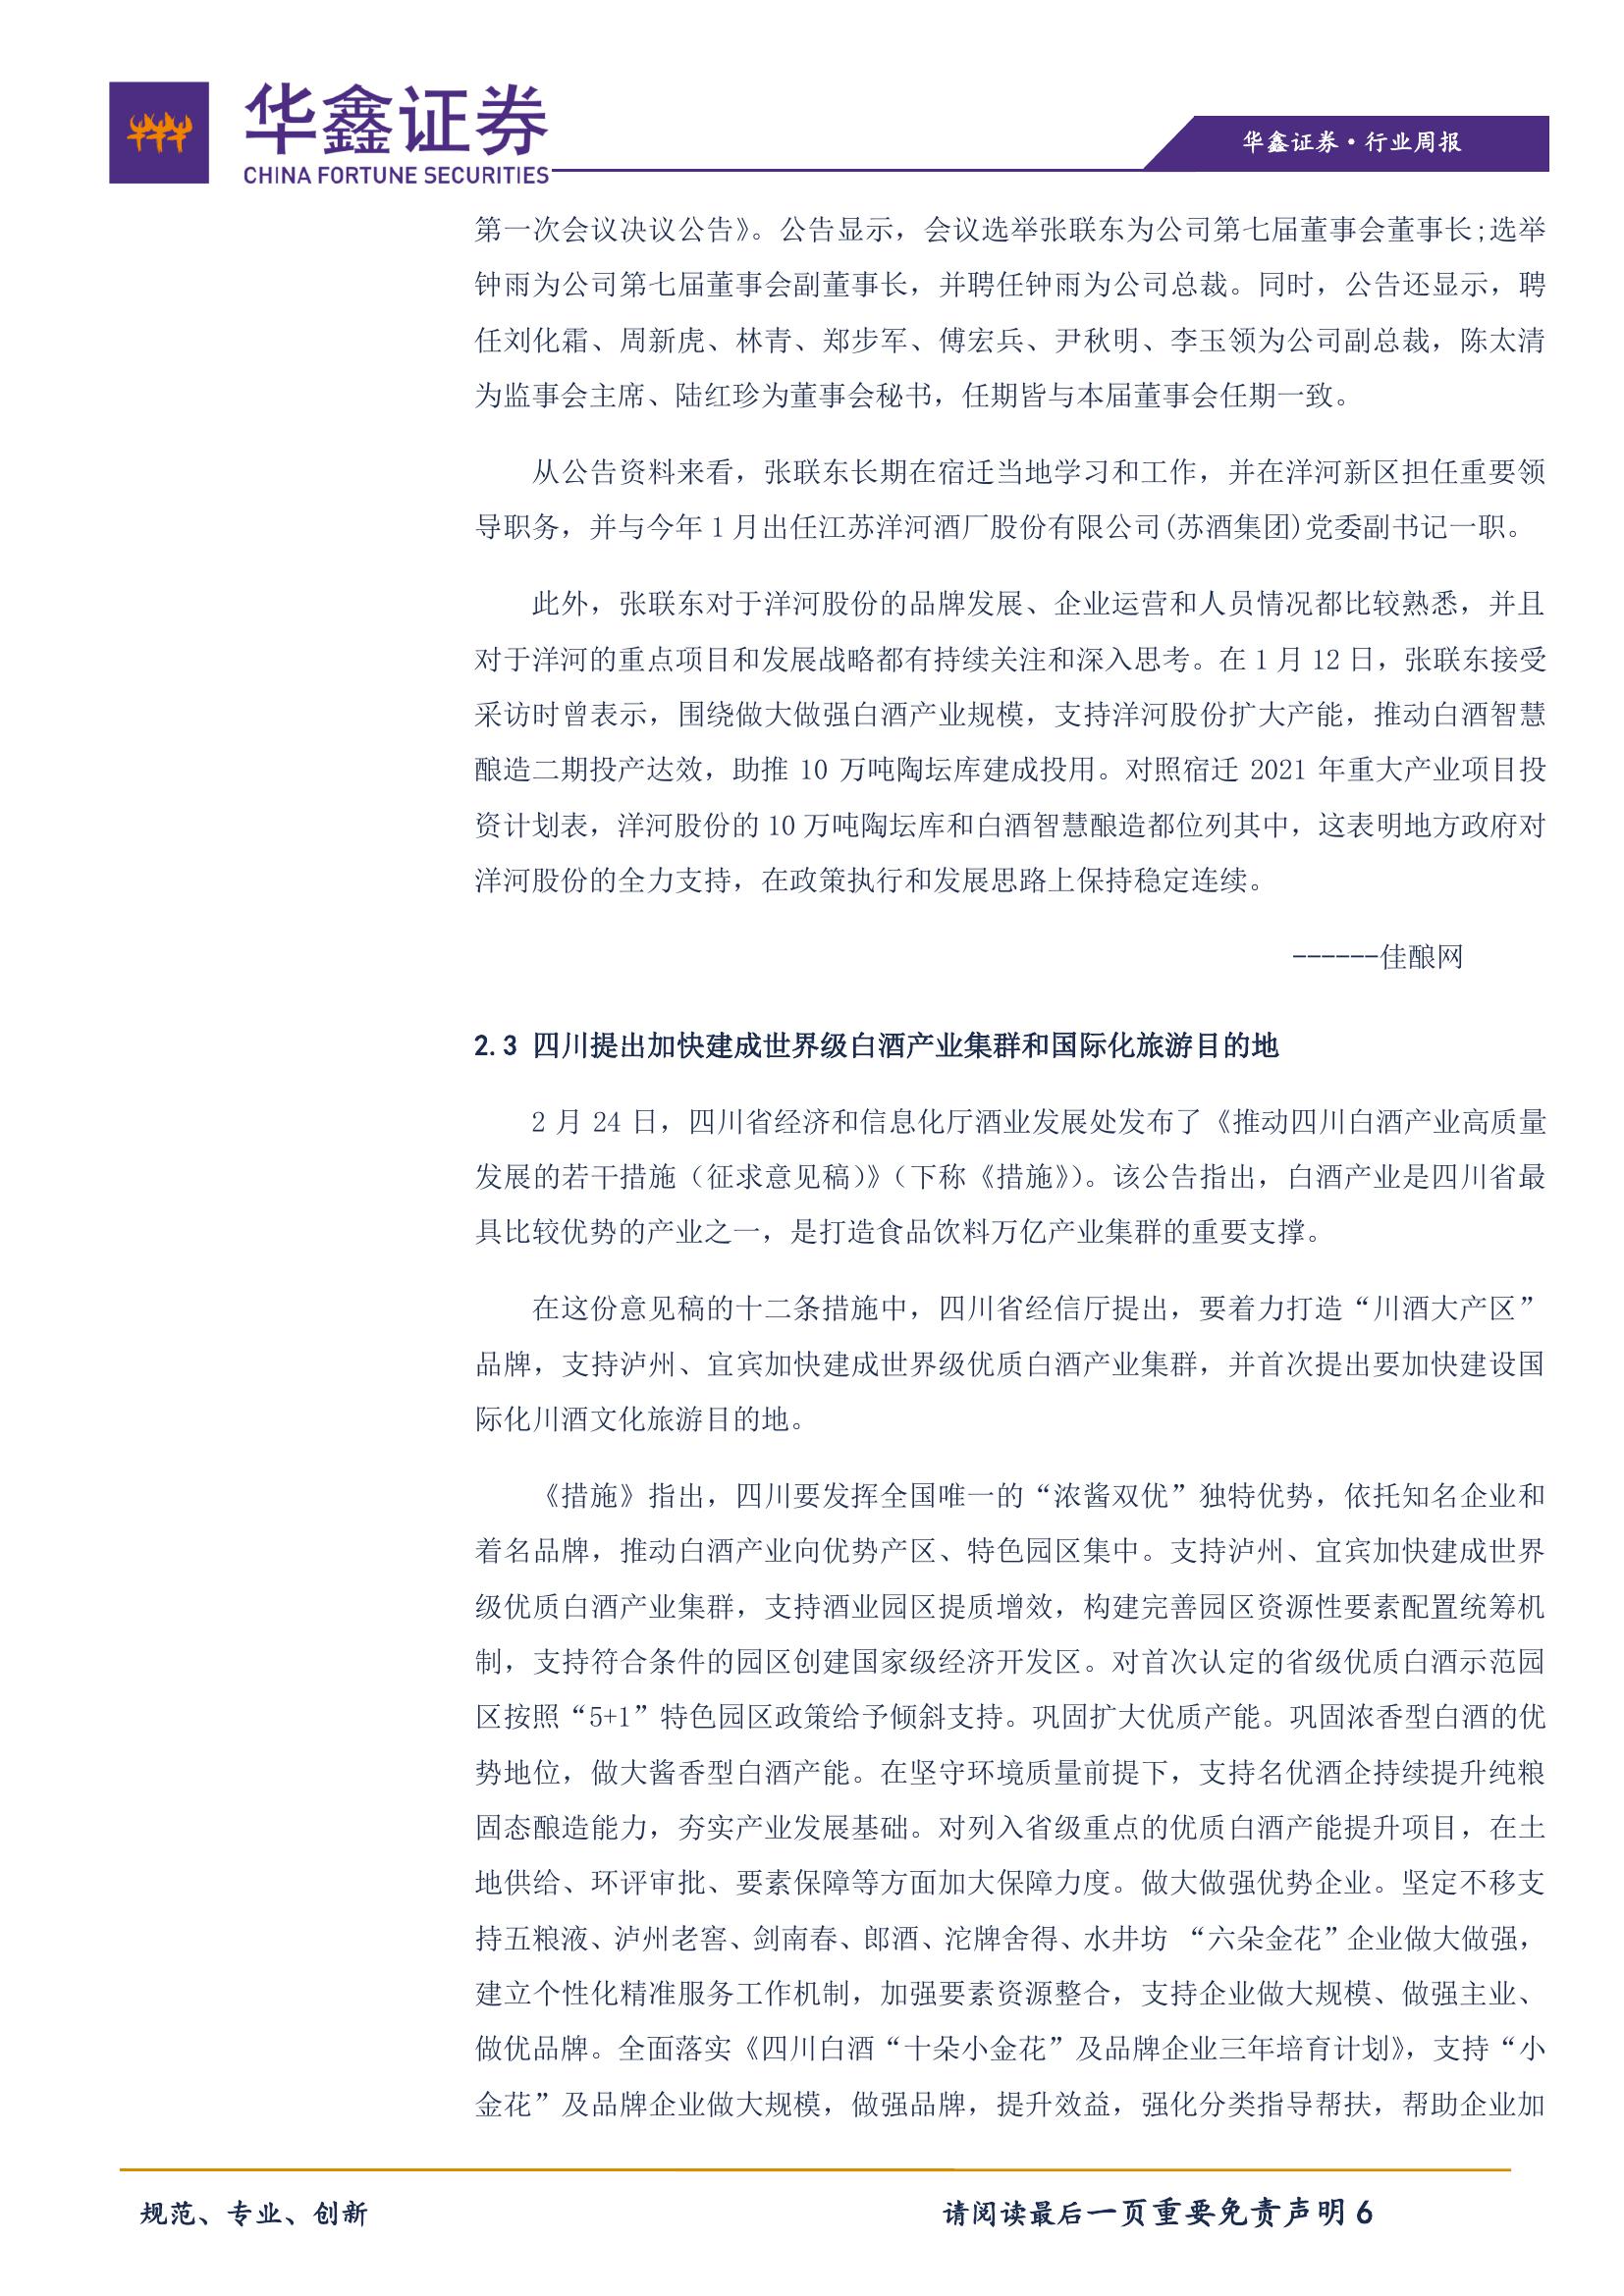 华鑫证券
CHINA FORTUNE SECURITIES
华鑫证券·行业周报
第一次会议决议公告》。公告显示，会议选举张联东为公司第七届董事会董事长;选举
钟雨为公司第七届董事会副董事长，并聘任钟雨为公司总裁。同时，公告还显示，聘
任刘化霜、周新虎、林青、郑步军、傅宏兵、尹秋明、李玉领为公司副总裁，陈太清
为监事会主席、陆红珍为董事会秘书，任期皆与本届董事会任期一致。
从公告资料来看，张联东长期在宿迁当地学习和工作，并在洋河新区担任重要领
导职务，并与今年 1 月出任江苏洋河酒厂股份有限公司(苏酒集团)党委副书记一职。
此外，张联东对于洋河股份的品牌发展、企业运营和人员情况都比较熟悉，并且
对于洋河的重点项目和发展战略都有持续关注和深入思考。在 1 月 12 日，张联东接受
采访时曾表示，围绕做大做强白酒产业规模，支持洋河股份扩大产能，推动白酒智慧
酿造二期投产达效，助推 10 万吨陶坛库建成投用。对照宿迁 2021 年重大产业项目投
资计划表，洋河股份的 10 万吨陶坛库和白酒智慧酿造都位列其中，这表明地方政府对
洋河股份的全力支持，在政策执行和发展思路上保持稳定连续。
------佳酿网
2.3 四川提出加快建成世界级白酒产业集群和国际化旅游目的地
2 月 24 日，四川省经济和信息化厅酒业发展处发布了《推动四川白酒产业高质量
发展的若干措施（征求意见稿）》（下称《措施》）。该公告指出，白酒产业是四川省最
具比较优势的产业之一，是打造食品饮料万亿产业集群的重要支撑。
在这份意见稿的十二条措施中，四川省经信厅提出，要着力打造“川酒大产区”
品牌，支持泸州、宜宾加快建成世界级优质白酒产业集群，并首次提出要加快建设国
际化川酒文化旅游目的地。
《措施》指出，四川要发挥全国唯一的“浓酱双优”独特优势，依托知名企业和
着名品牌，推动白酒产业向优势产区、特色园区集中。支持泸州、宜宾加快建成世界
级优质白酒产业集群，支持酒业园区提质增效，构建完善园区资源性要素配置统筹机
制，支持符合条件的园区创建国家级经济开发区。对首次认定的省级优质白酒示范园
区按照“5+1”特色园区政策给予倾斜支持。巩固扩大优质产能。巩固浓香型白酒的优
势地位，做大酱香型白酒产能。在坚守环境质量前提下，支持名优酒企持续提升纯粮
固态酿造能力，夯实产业发展基础。对列入省级重点的优质白酒产能提升项目，在土
地供给、环评审批、要素保障等方面加大保障力度。做大做强优势企业。坚定不移支
持五粮液、泸州老窖、剑南春、郎酒、沱牌舍得、水井坊 “六朵金花”企业做大做强，
建立个性化精准服务工作机制，加强要素资源整合，支持企业做大规模、做强主业、
做优品牌。全面落实《四川白酒“十朵小金花”及品牌企业三年培育计划》，支持“小
金花”及品牌企业做大规模，做强品牌，提升效益，强化分类指导帮扶，帮助企业加
规范、专业、创新
请阅读最后一页重要免责声明 6